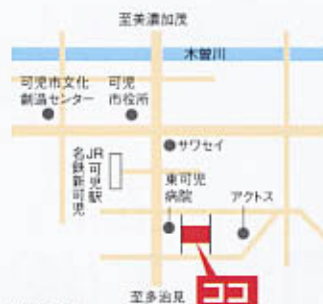 至美濃加茂
木曽川
可児市文化
創造センター
可児
市役所
サワセイ
JR可児駅
名鉄新可児
東可児
病院
アクトス
ココ
至多治見